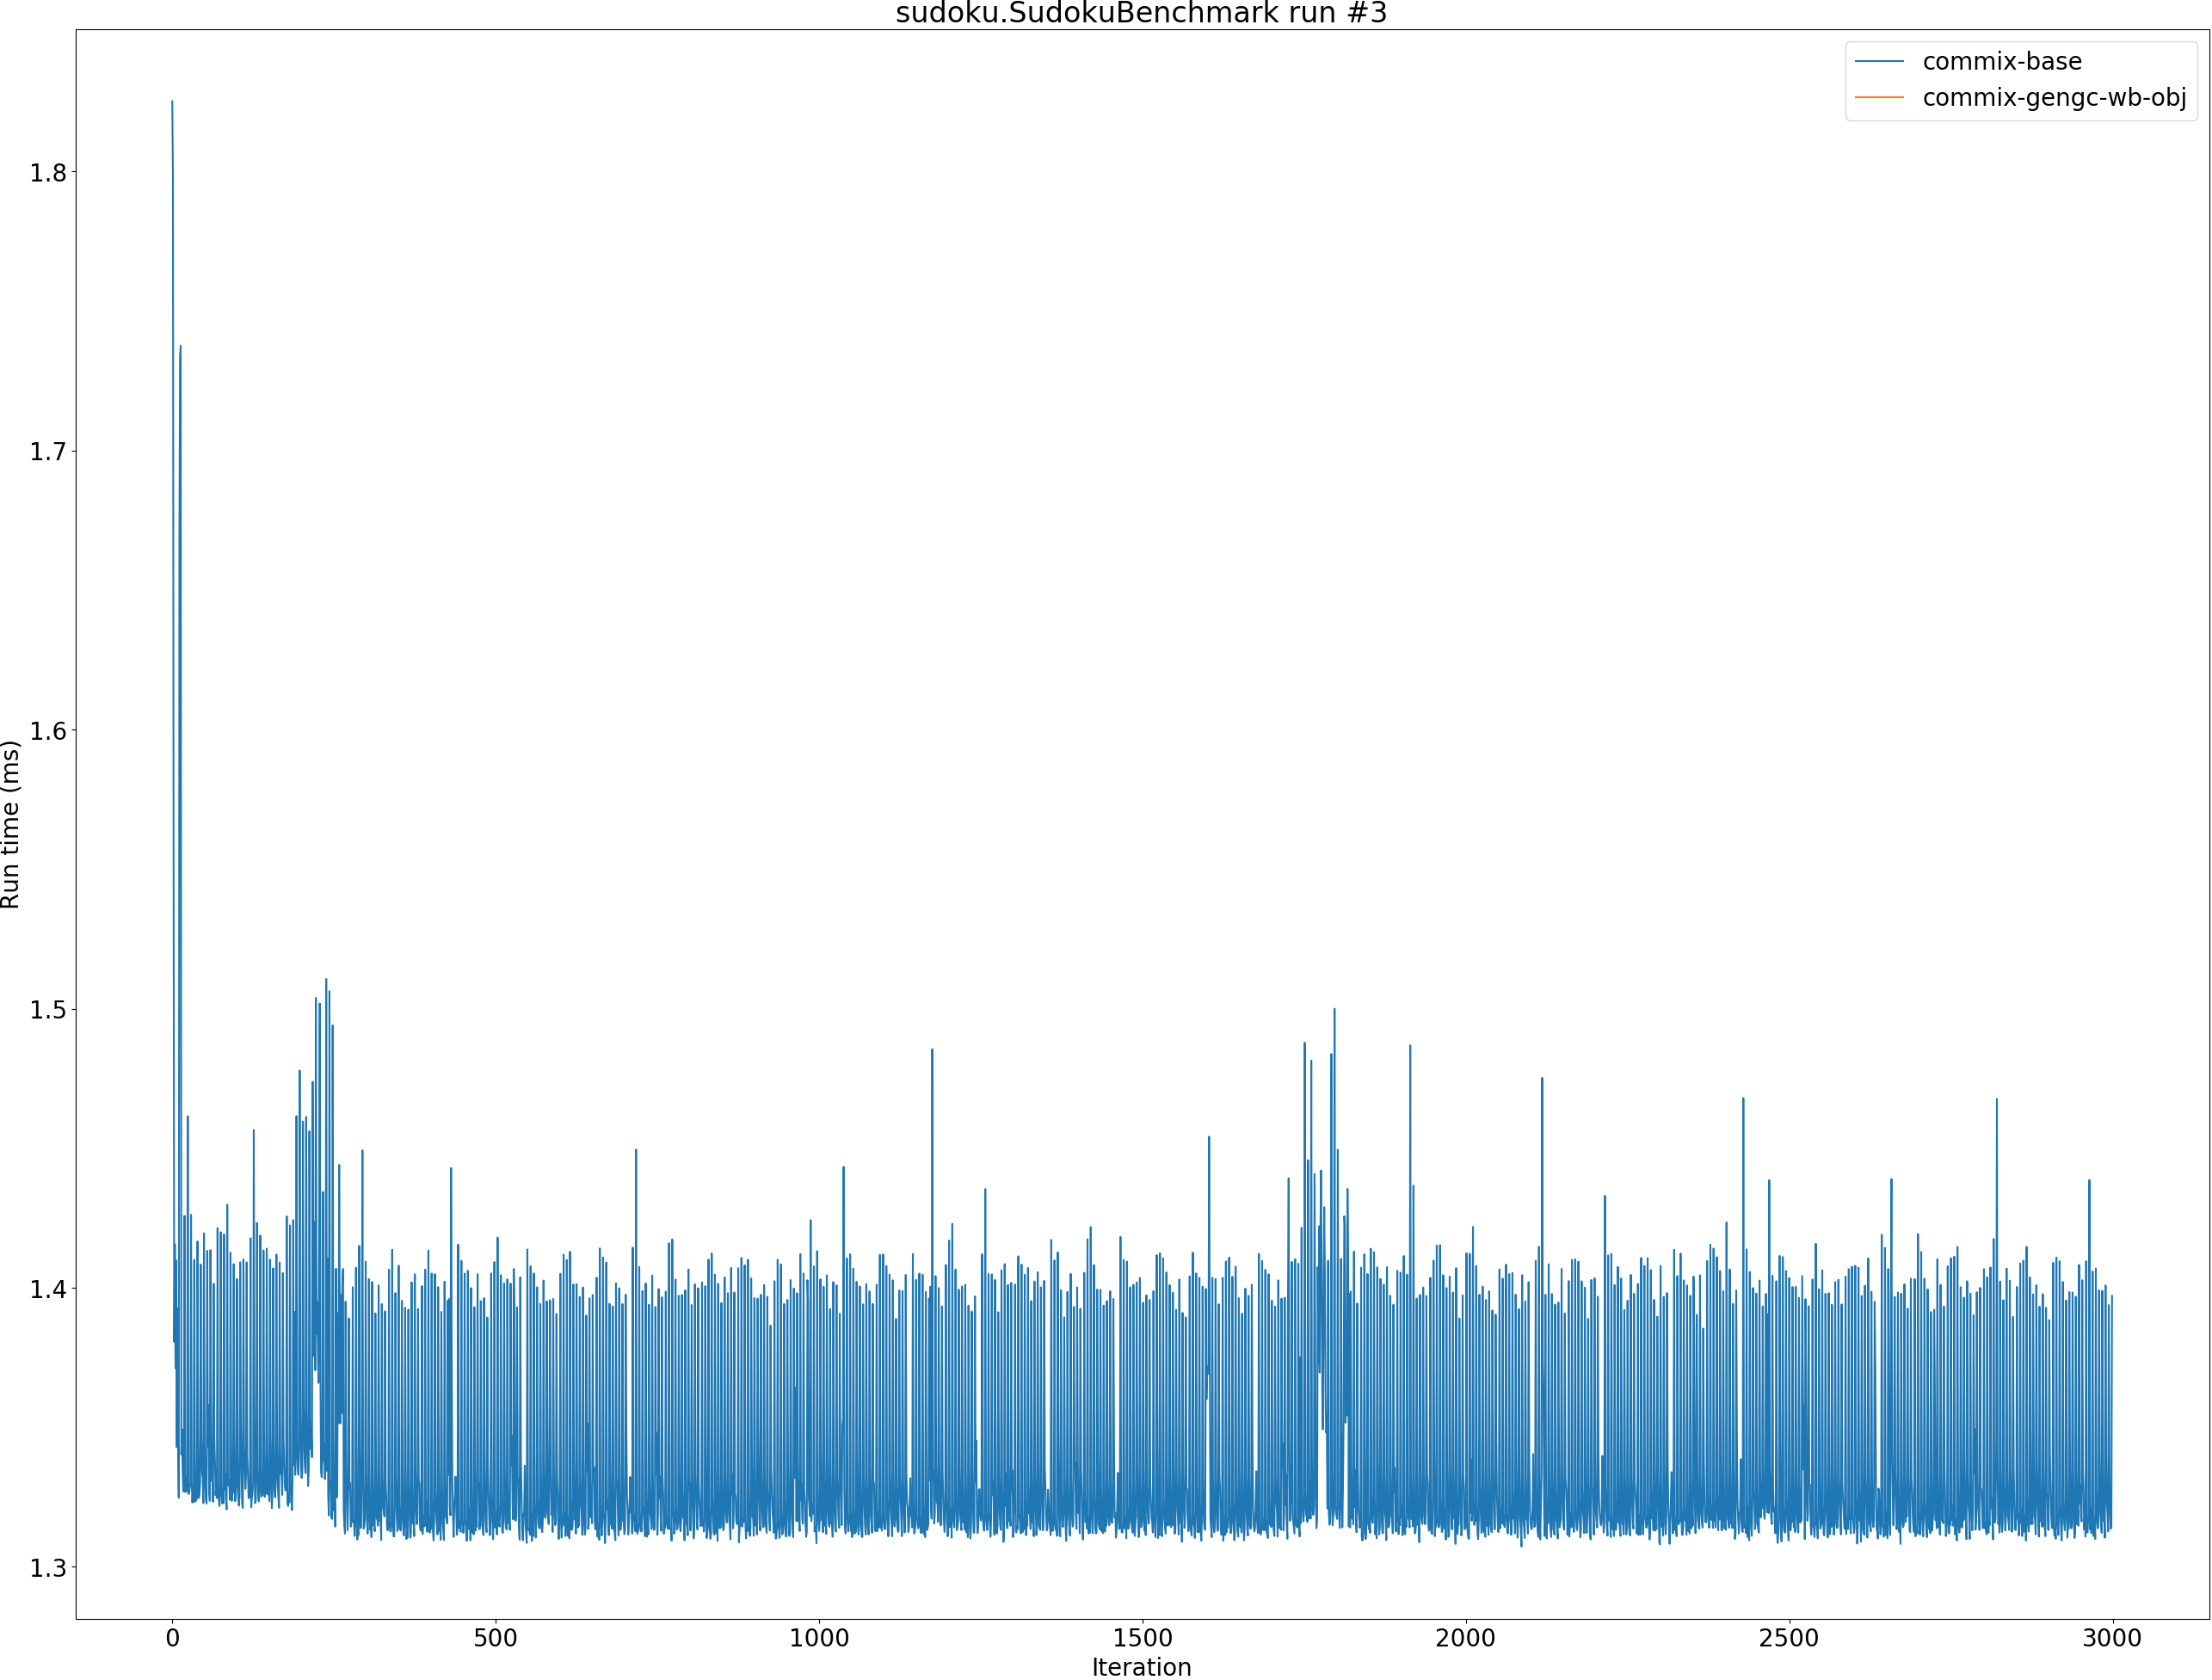 sudoku.SudokuBenchmark run #3
commix-base
commix-gengc-wb-obj
1.8
1.7
1.6
1.5
1.4
1.3
Run time (ms)
0 500 1000 1500 2000 2500 3000
Iteration